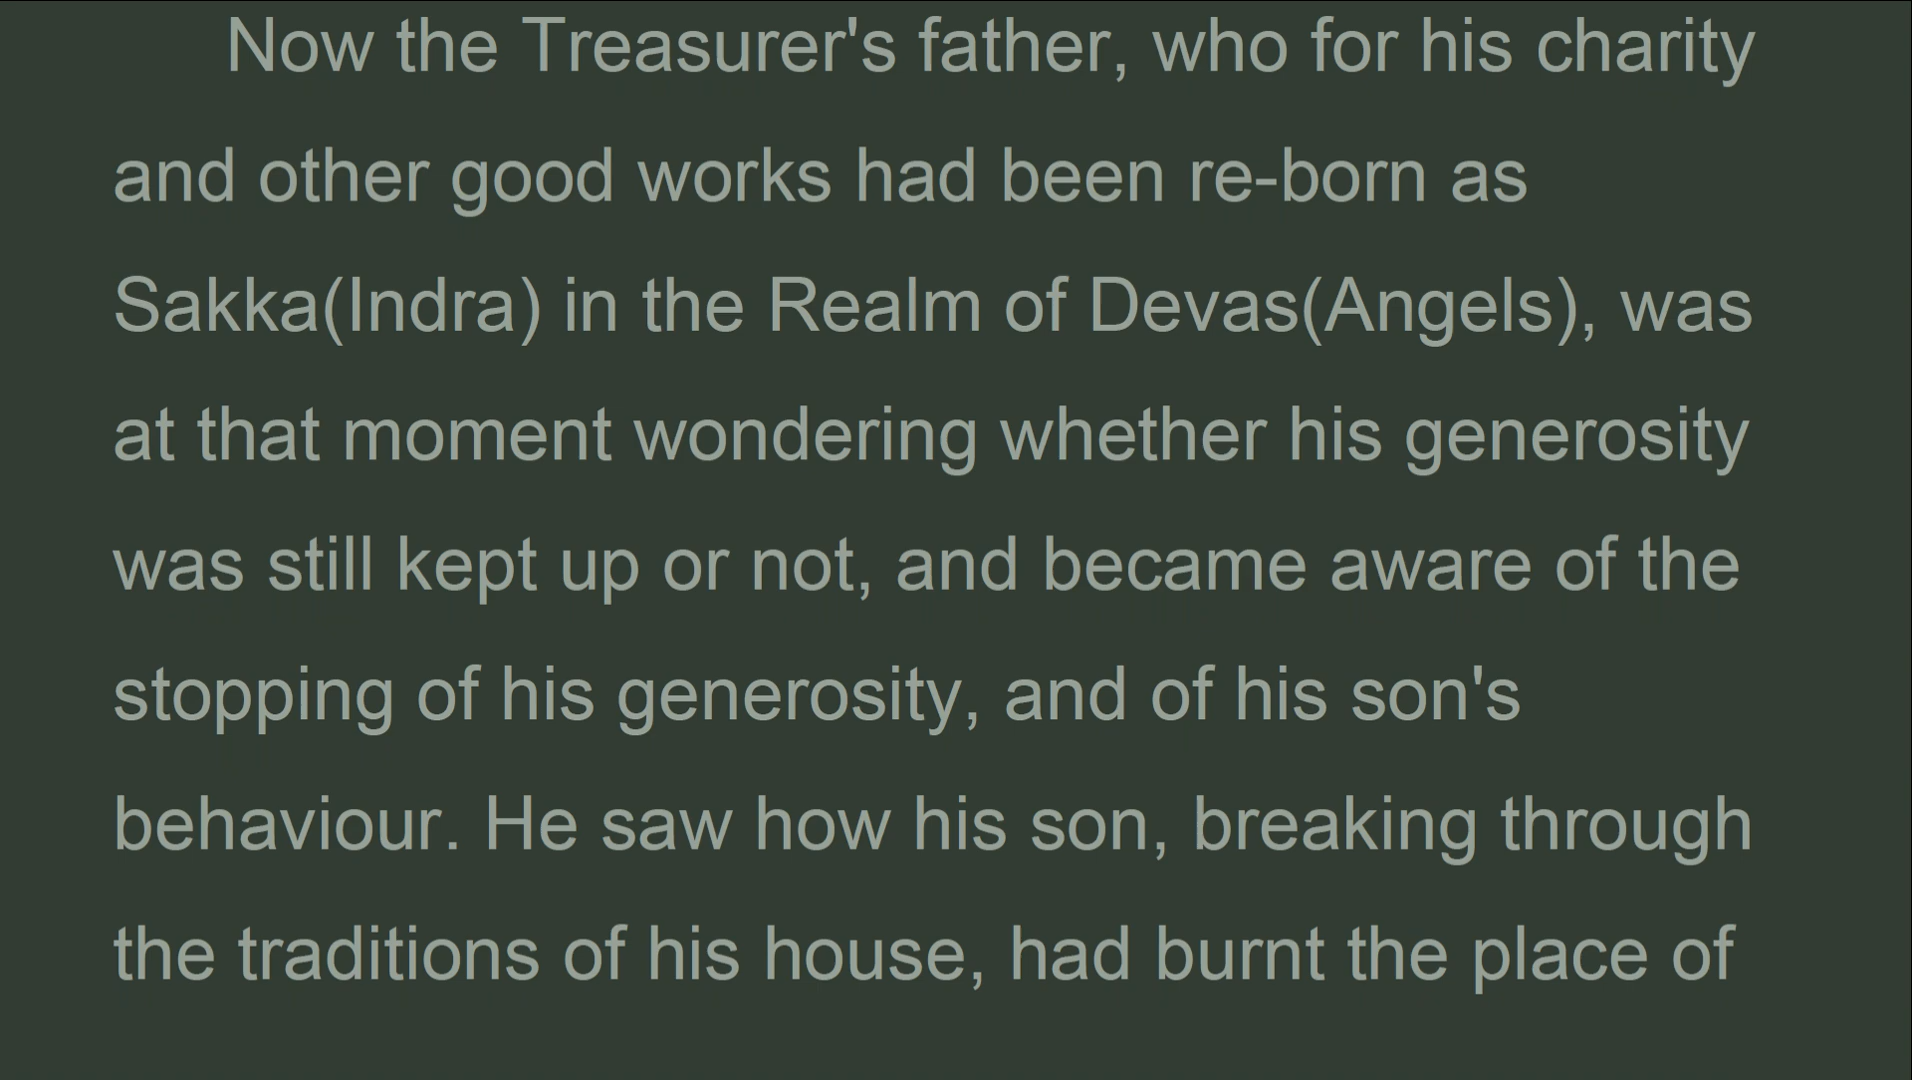 Now the Treasurer's father, who for his charity
and other good works had been re-born as
Sakka(Indra) in the Realm of Devas(Angels), was
at that moment wondering whether his generosity
was still kept up or not, and became aware of the
stopping of his generosity, and of his son's
behaviour. He saw how his son, breaking through
the traditions of his house, had burnt the place of